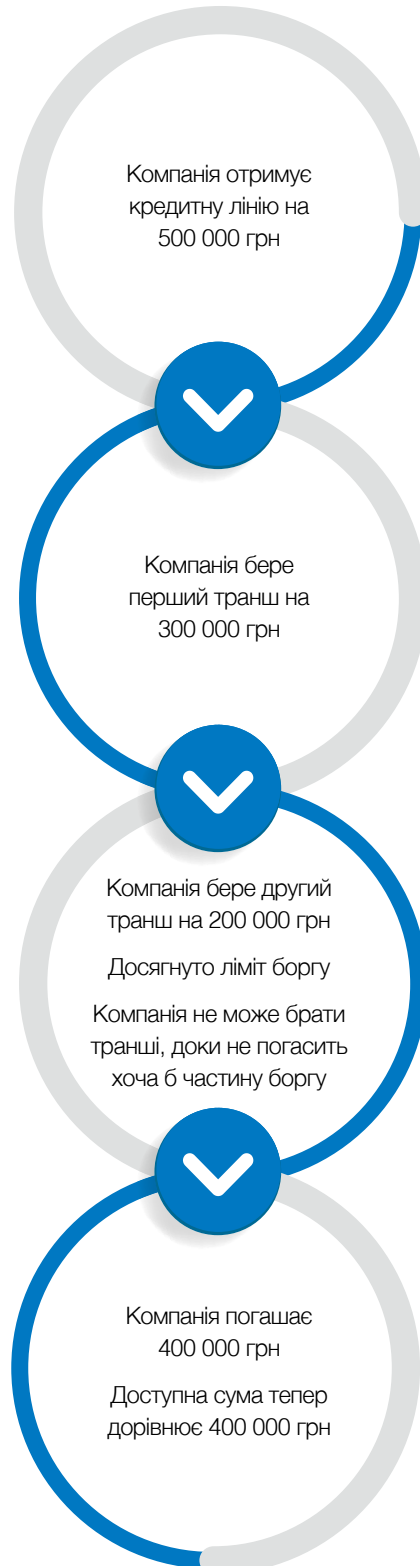 Компанія отримує
кредитну лінію на
500 000 грн
Компанія бере
перший транш на
300 000 грн
Компанія бере другий
транш на 200 000 грн
Досягнуто ліміт боргу
Компанія не може брати
транші, доки не погасить
хоча б частину боргу
Компанія погашає
400 000 грн
Доступна сума тепер
дорівнює 400 000 грн